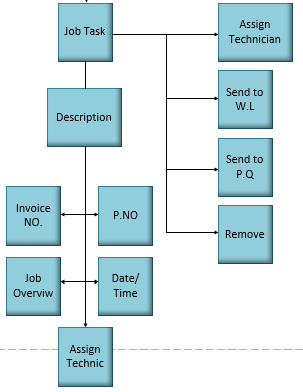 Job Task
Assign
Technician
Description
Send to
W.L
Send to
P.Q
Invoice
NO.
P.NO
Remove
Job
Overviw
Date/
Time
Assign
Technic